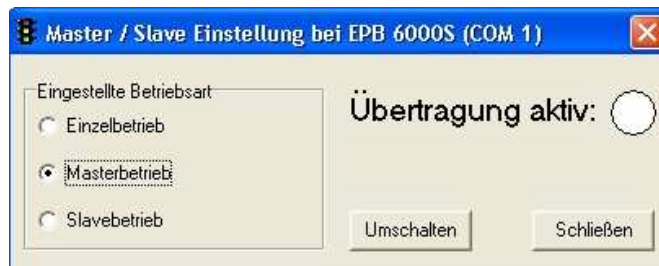 Master / Slave Einstellung bei EPB 6000S (COM 1)
Eingestellte Betriebsart
Einzelbetrieb
Masterbetrieb
Slavebetrieb
Übertragung aktiv:
Umschalten
Schließen